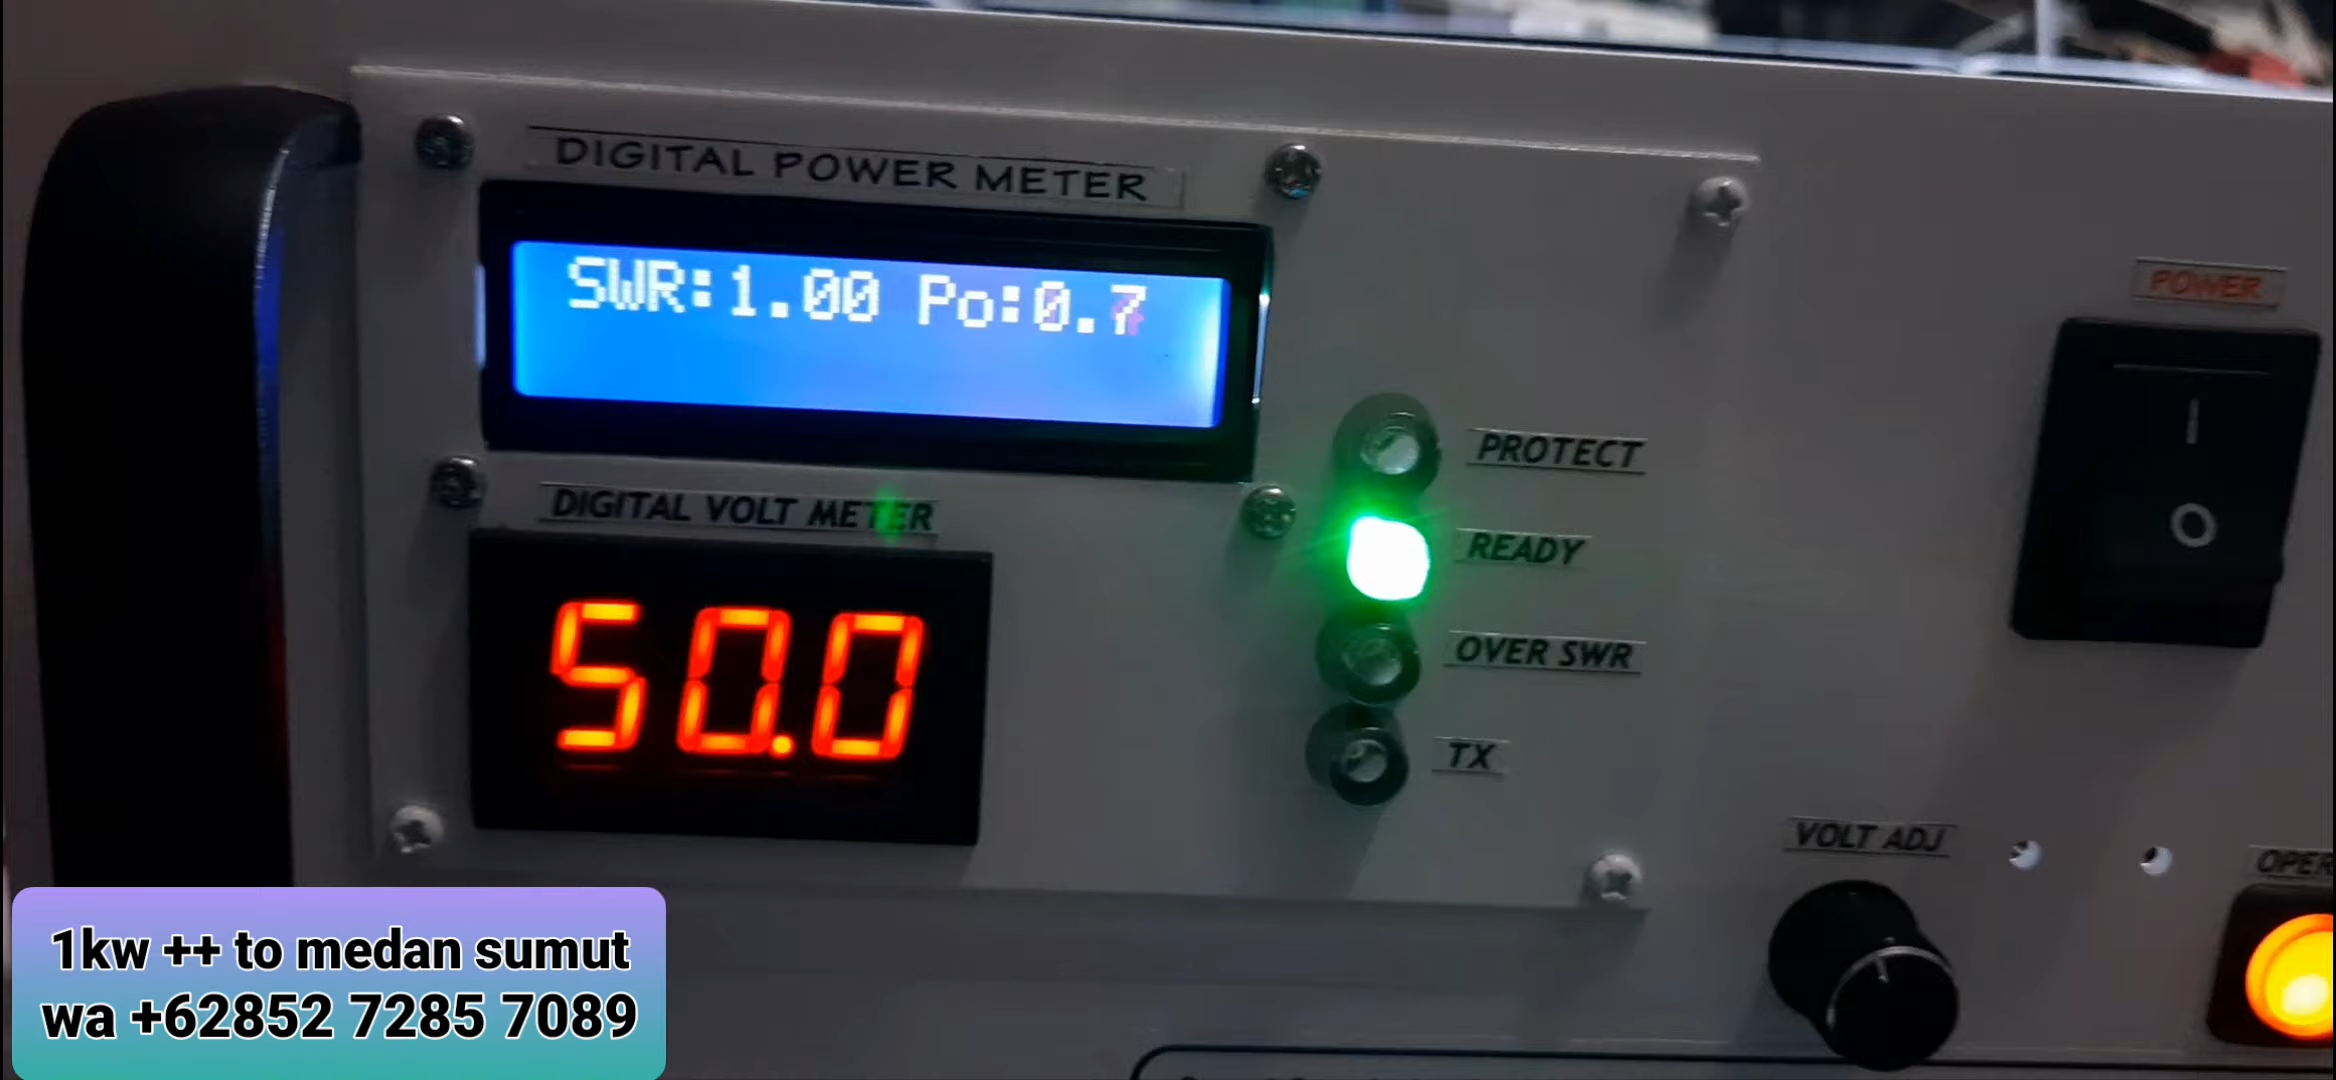 DIGITAL POWER METER
SWR:1.00 Po:0.7
POWER
PROTECT
DIGITAL VOLT METER
READY
50.0
OVER SWR
TX
VOLT ADJ
1kw ++ to medan sumut
wa +62852 7285 7089